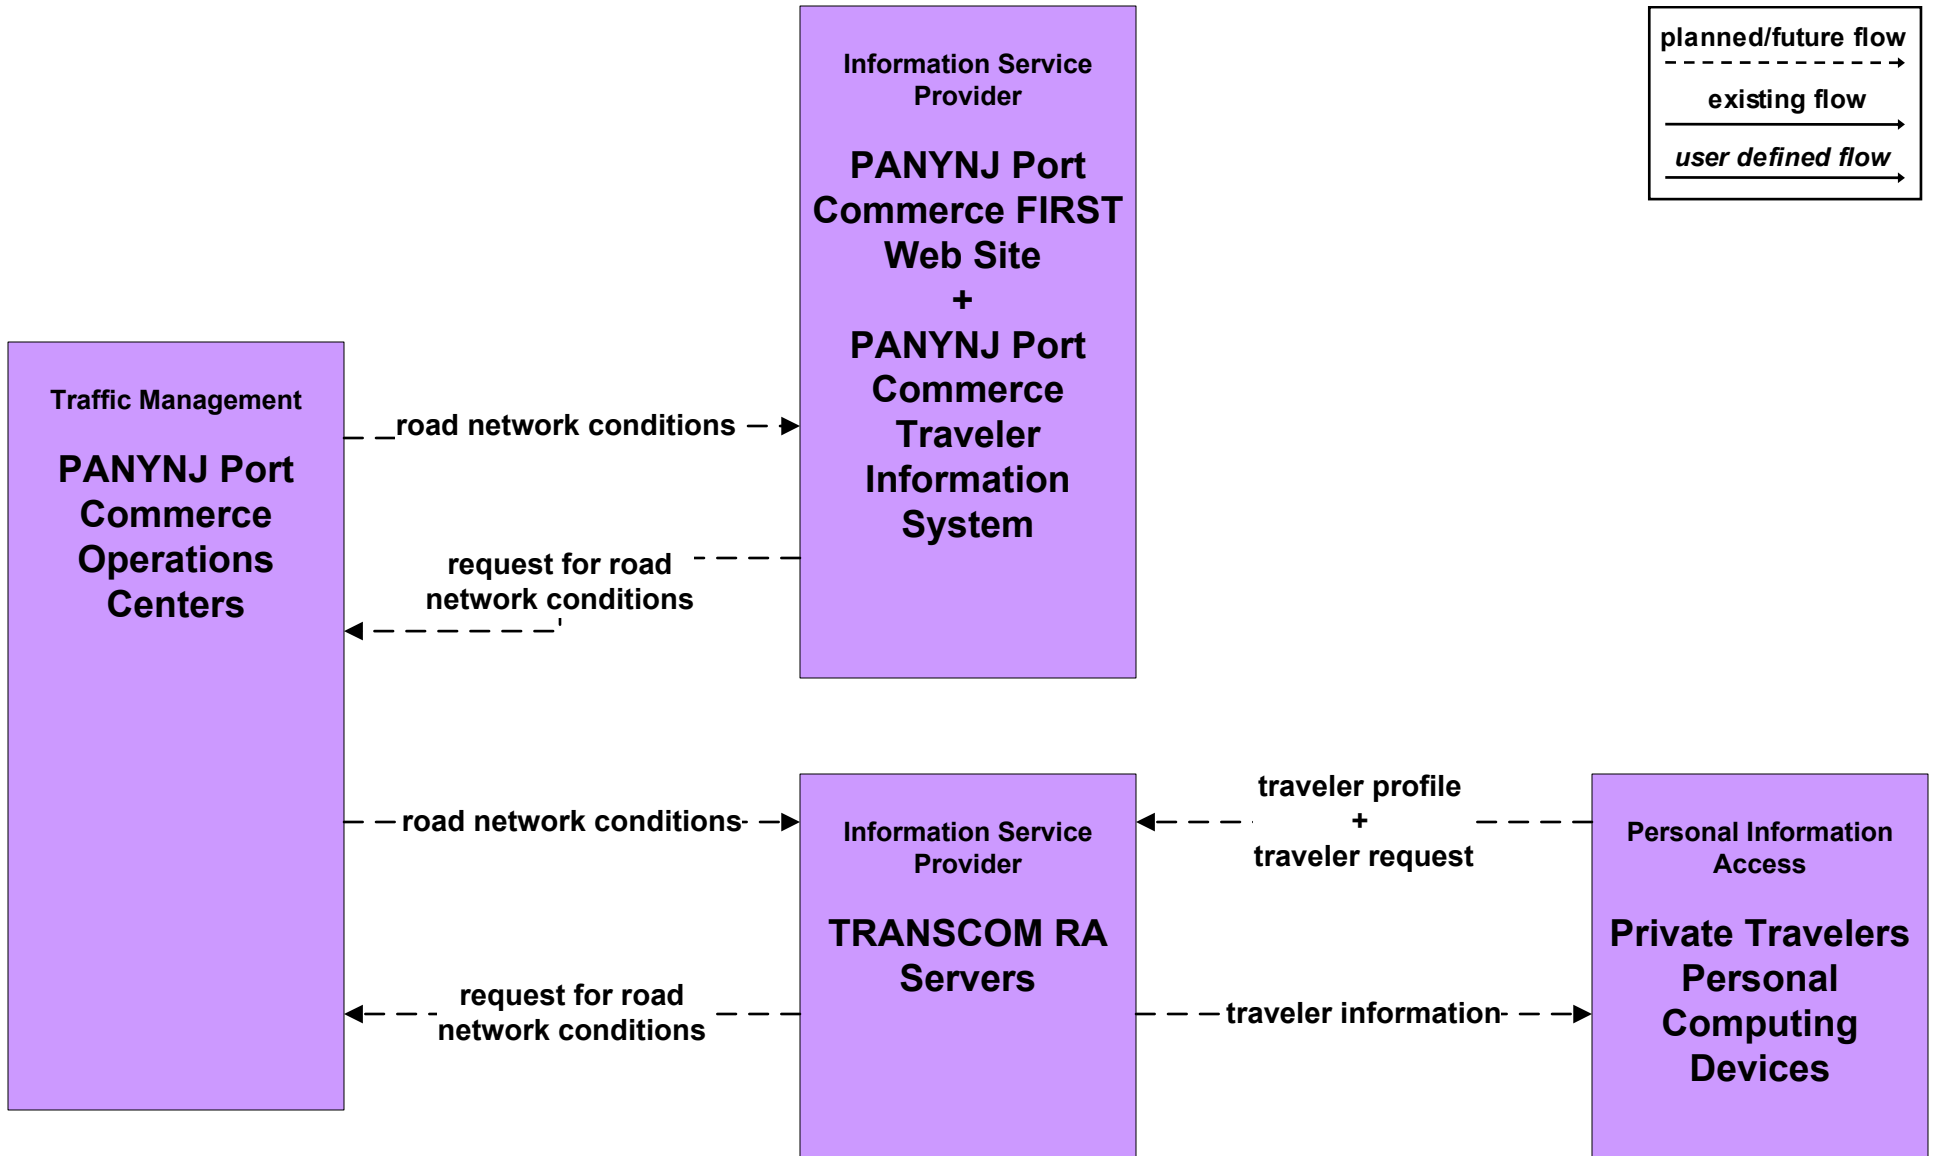 Information Service
Provider
PANYNJ Port
Commerce FIRST
Web Site
+
PANYNJ Port
Commerce
Traveler
Information
System
planned/future flow
existing flow
user defined flow
Traffic Management
PANYNJ Port
Commerce
Operations
Centers
road network conditions
request for road
network conditions
road network conditions
request for road
network conditions
Information Service
Provider
TRANSCOM RA
Servers
traveler profile
+
traveler request
traveler information
Personal Information
Access
Private Travelers
Personal
Computing
Devices